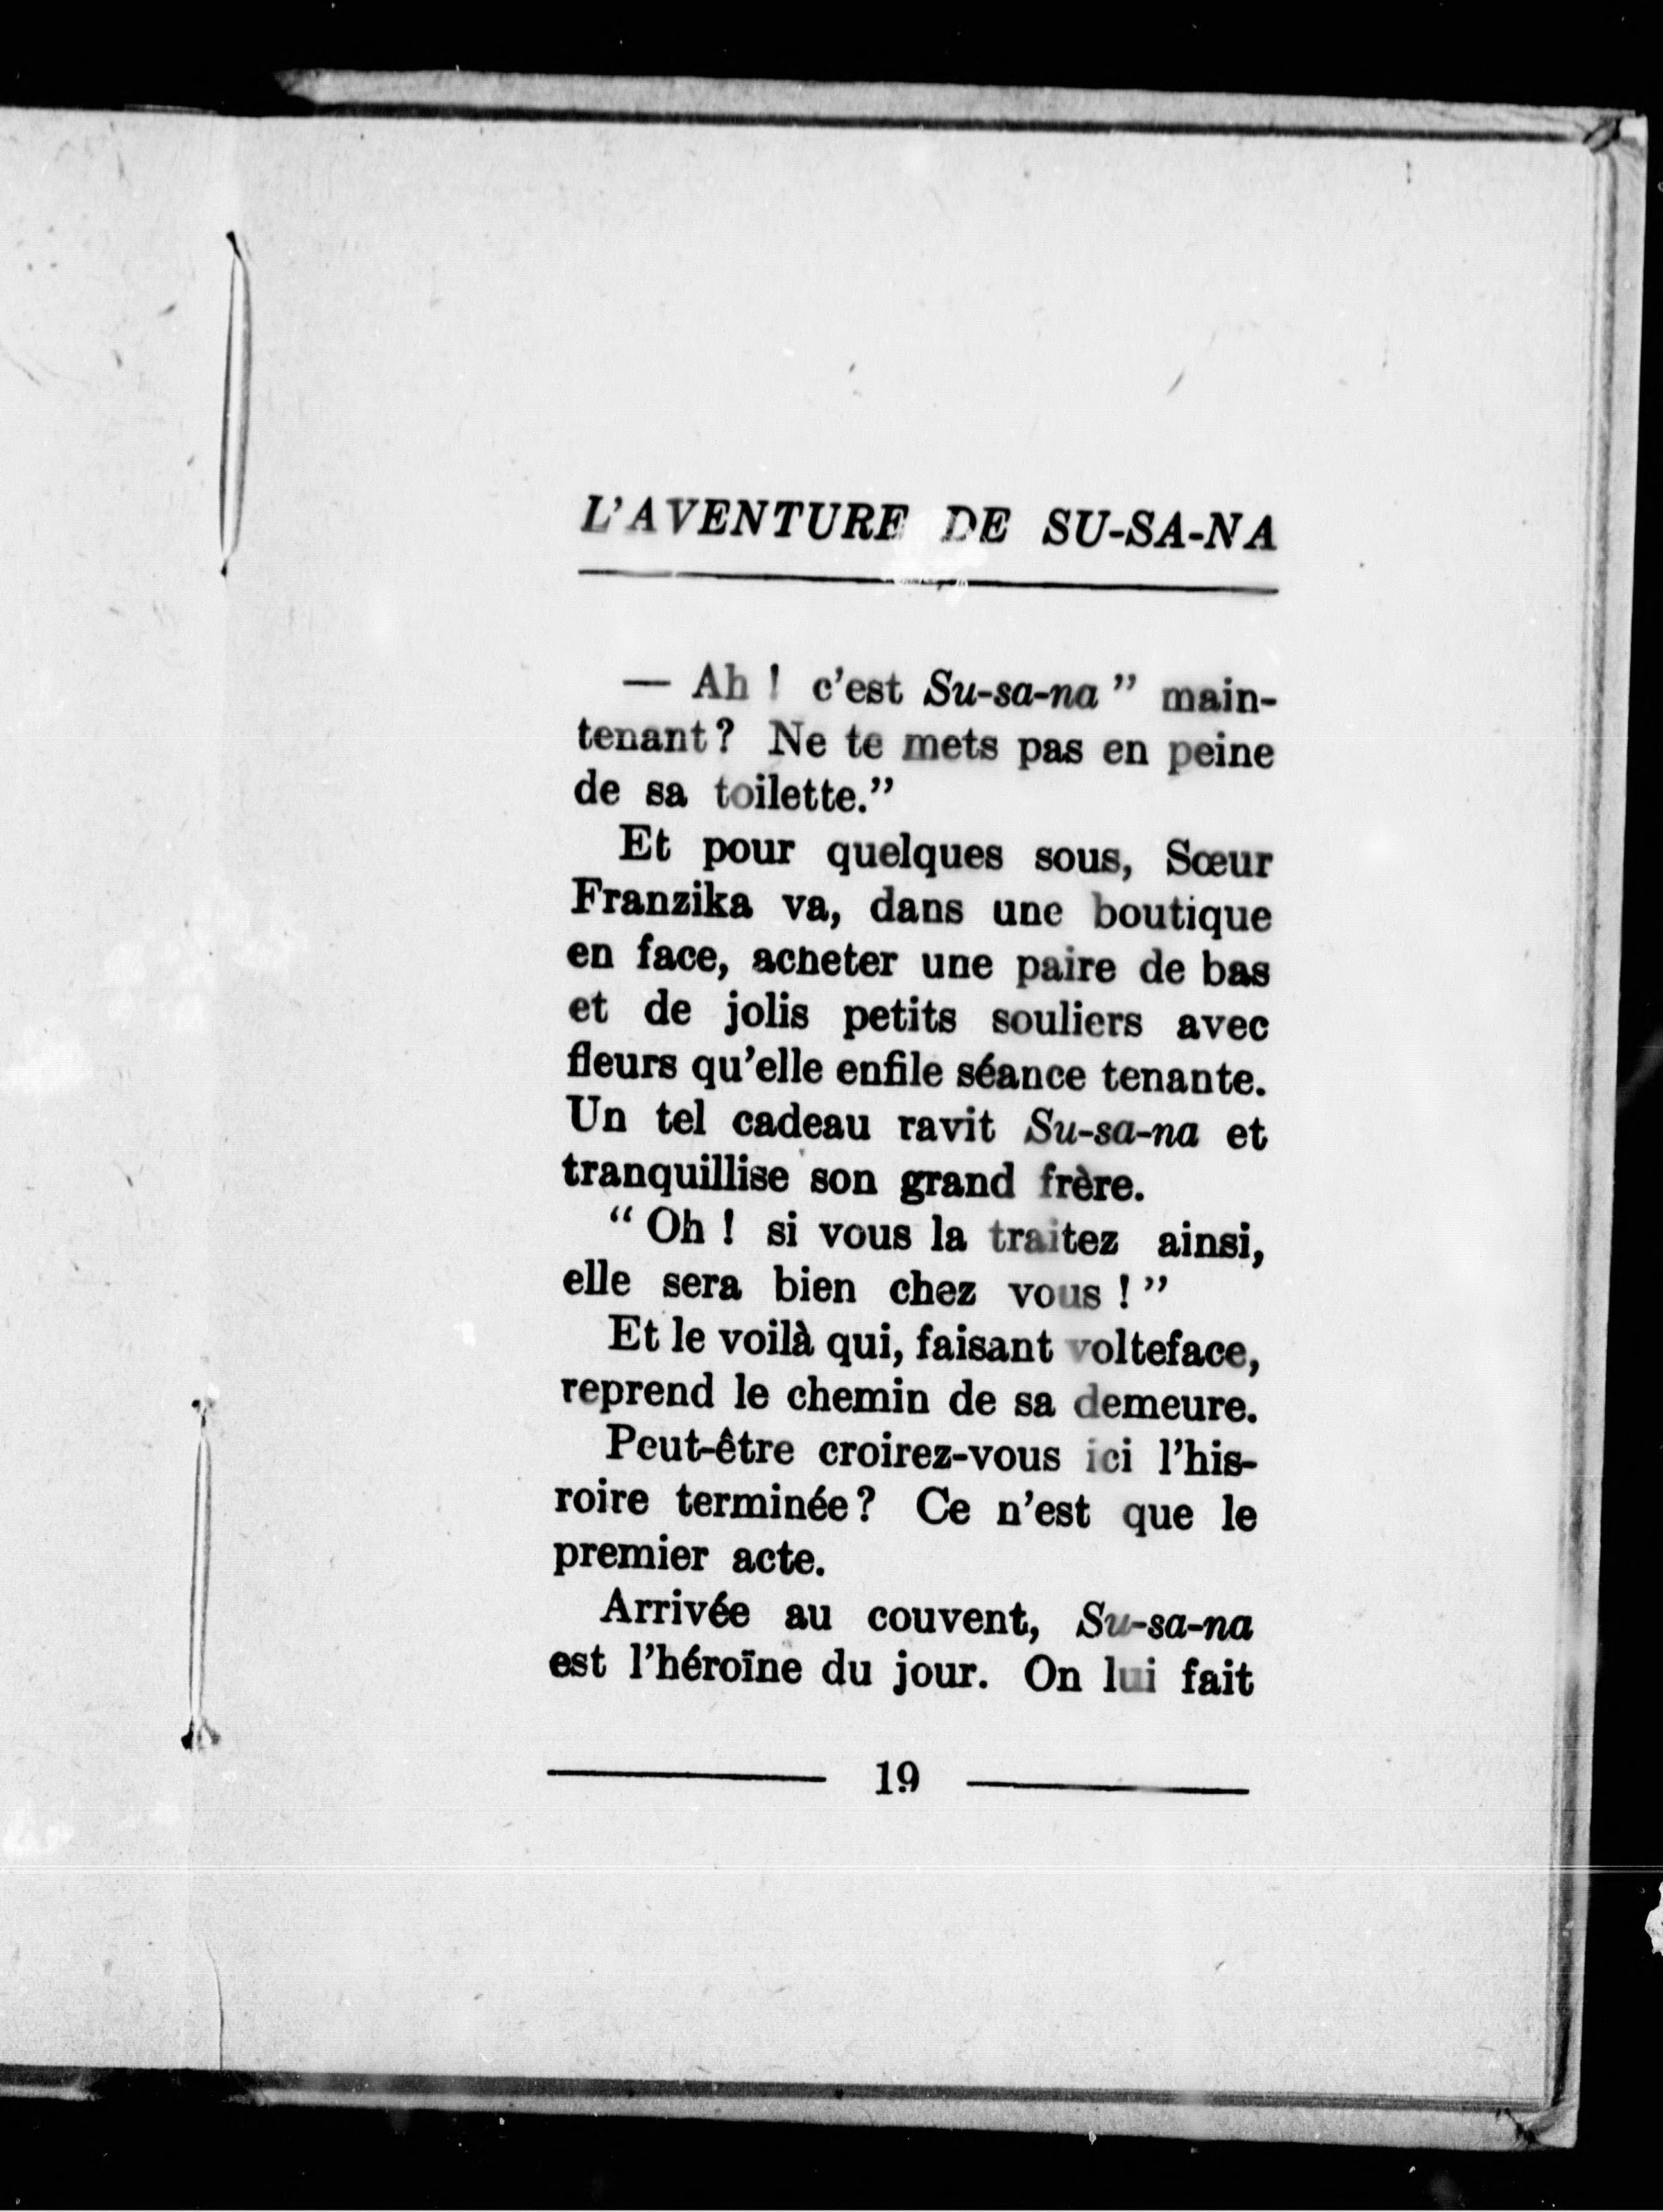 L'AVENTURE DE SU-SA-NA
— Ah ! c'est Su-sa-na " main-
tenant ? Ne te mets pas en peine
de sa toilette."
Et pour quelques sous, Sœur
Franzika va, dans une boutique
en face, acheter une paire de bas
et de jolis petits souliers avec
fleurs qu'elle enfile séance tenante.
Un tel cadeau ravit Su-sa-na et
tranquillise son grand frère.
" Oh ! si vous la traitez ainsi,
elle sera bien chez vous ! "
Et le voilà qui, faisant volteface,
reprend le chemin de sa demeure.
Peut-être croirez-vous ici l'his-
roire terminée ? Ce n'est que le
premier acte.
Arrivée au couvent, Su-sa-na
est l'héroïne du jour. On lui fait
19